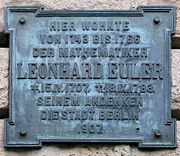 HIER WOHNTE
VON 1743 BIS 1766
DER MATHEMATIKER
LEONHARD EULER
*15.IV.1707. †18.IX.1783.
SEINEM ANDENKEN
DIE STADT BERLIN
1907.